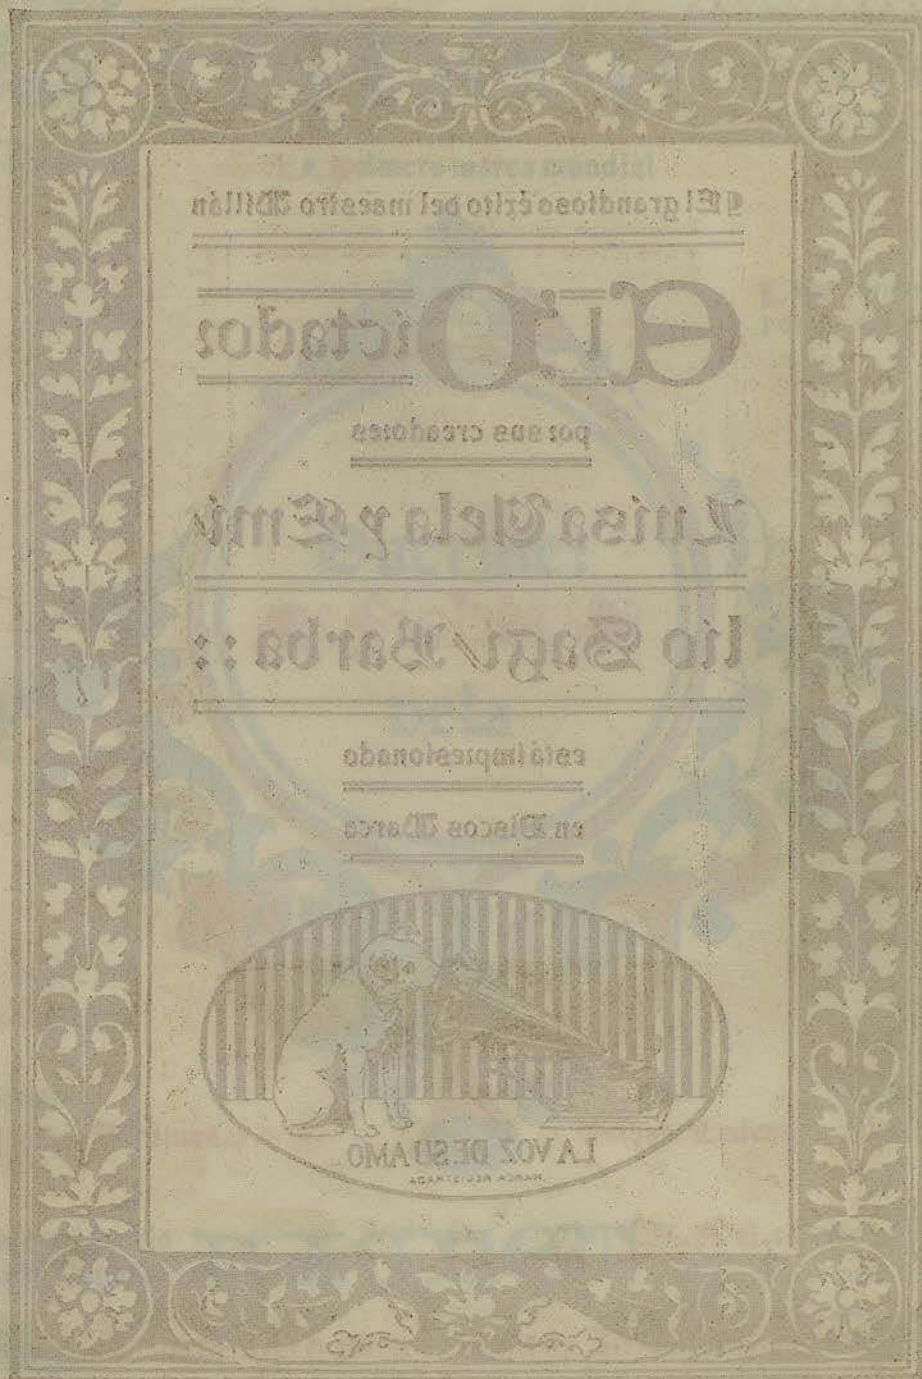 ¶ El grandioso éxito del maestro Millán
El Dictador
por sus creadores
Luisa Vela y Emi-
lio Sagi-Barba ::
está impresionado
en Discos Marca
LA VOZ DE SU AMO
MARCA REGISTRADA